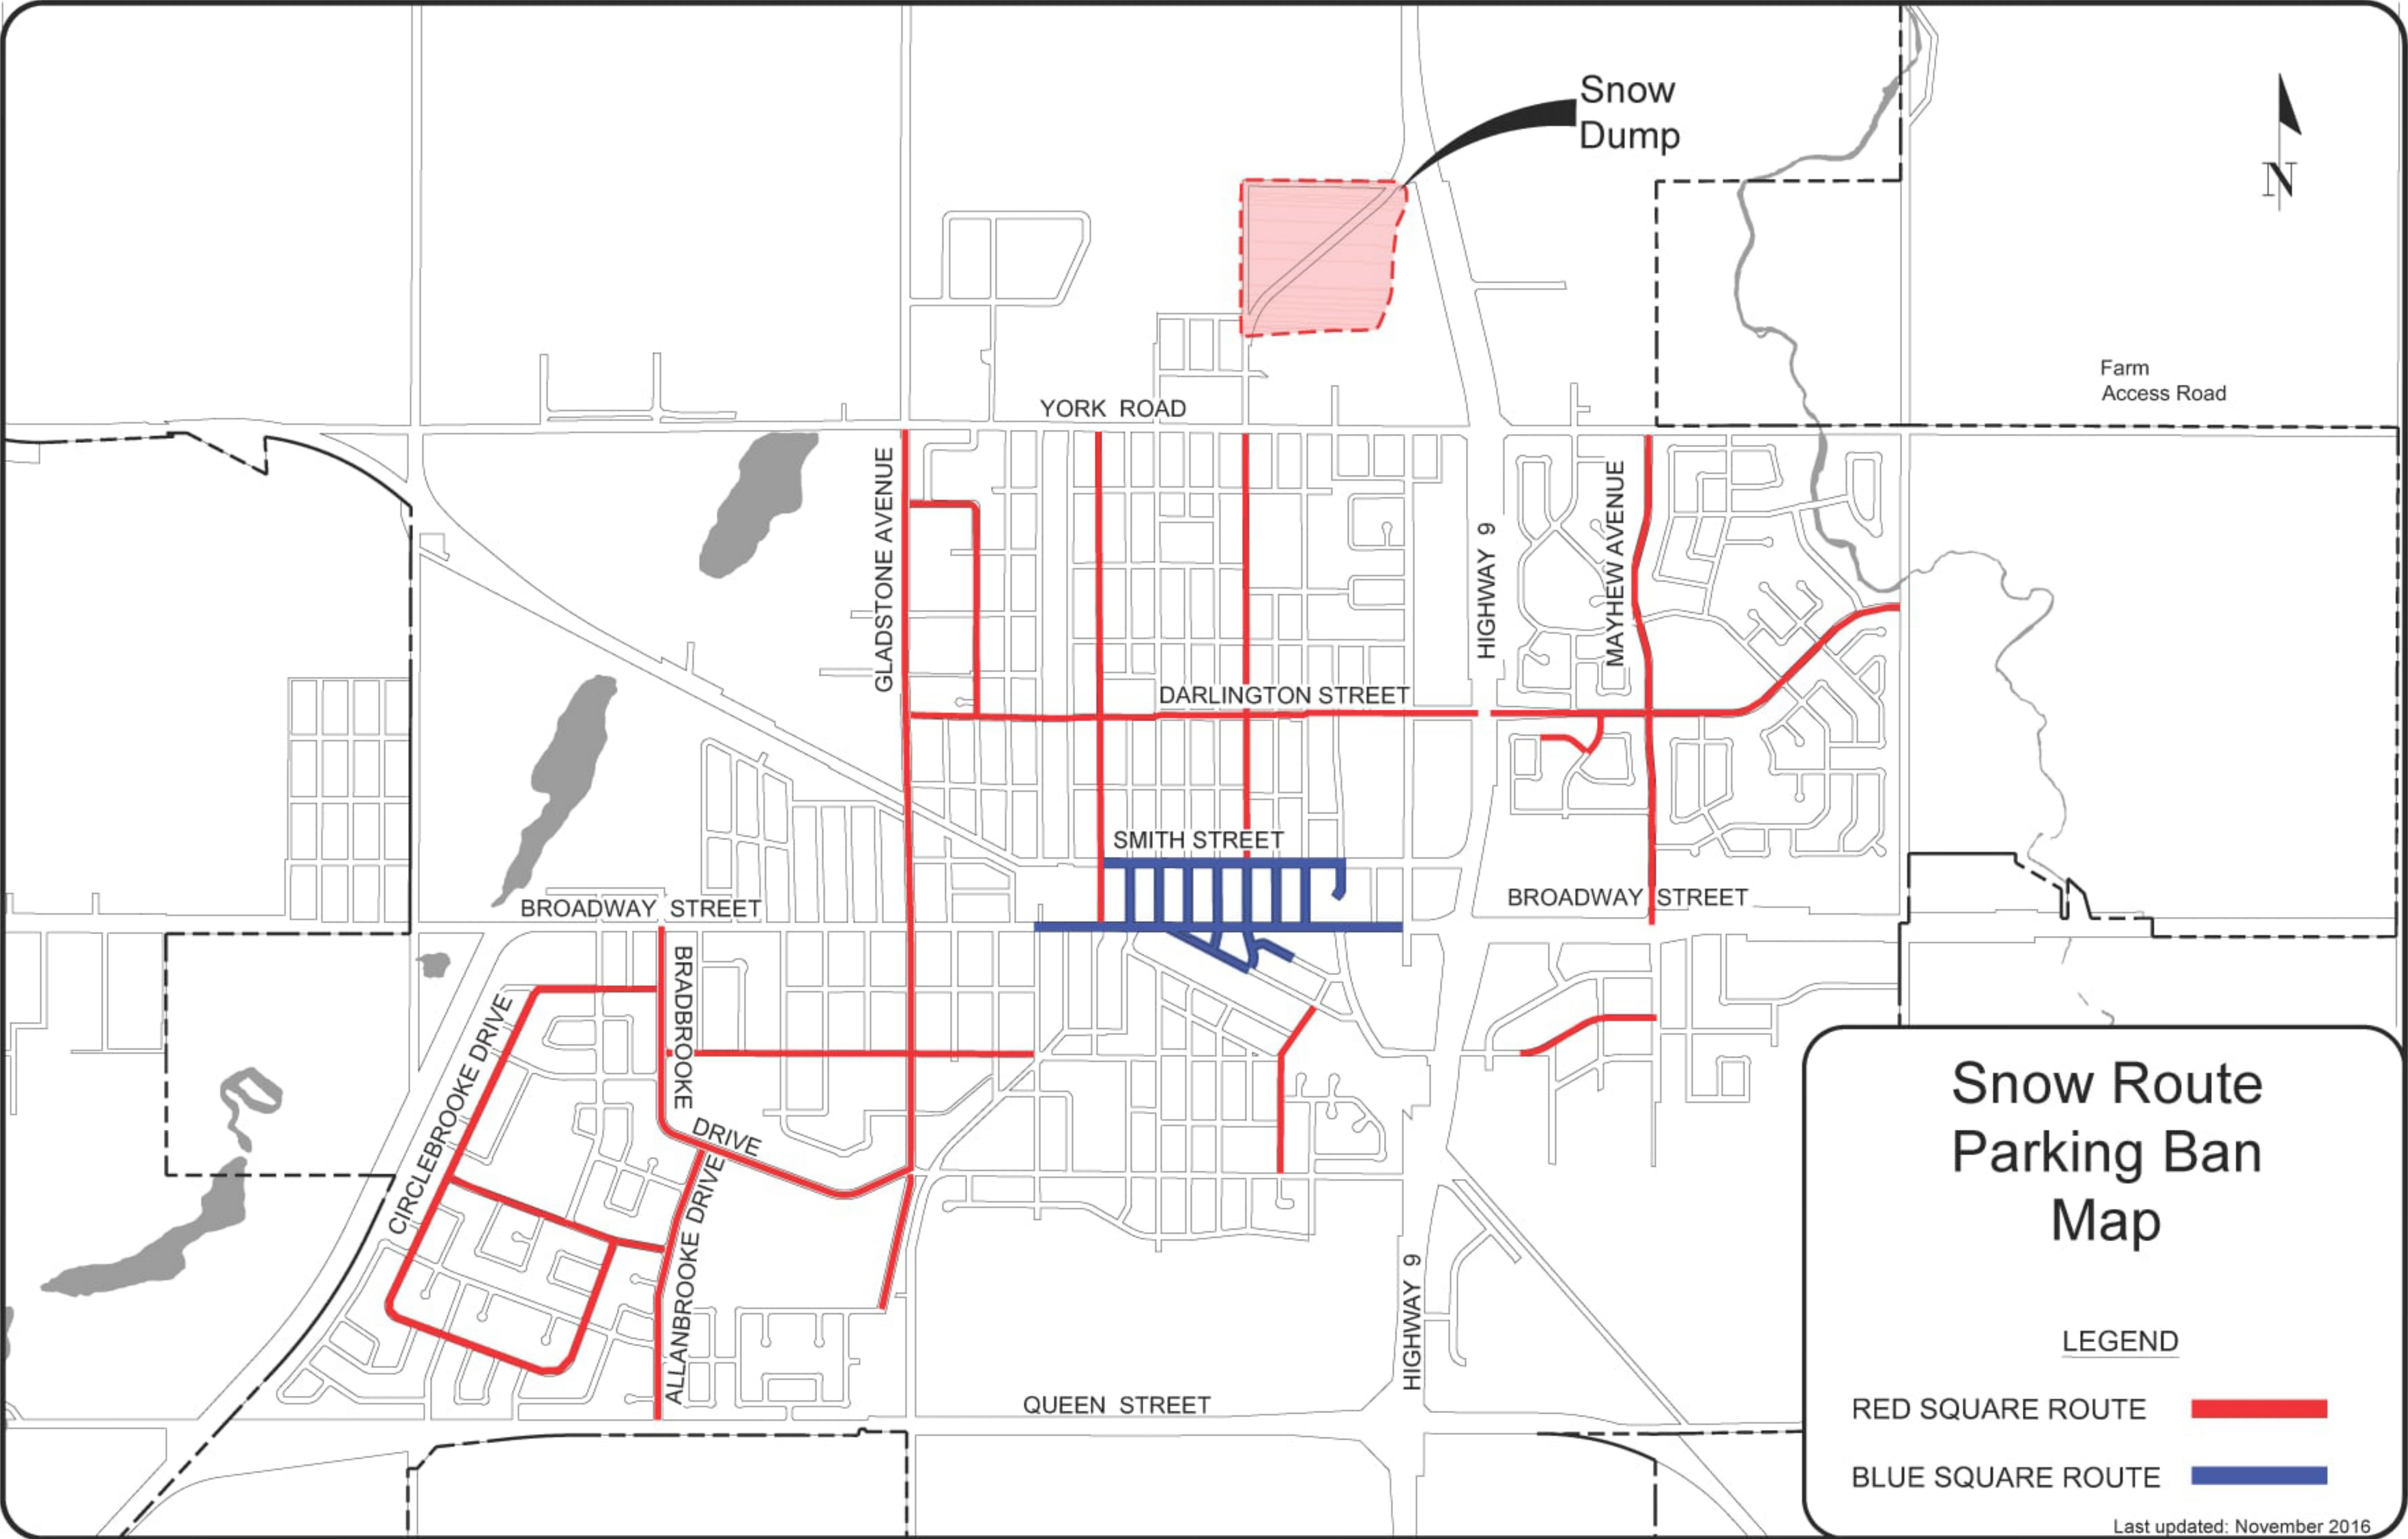 Snow
Dump
N
Farm
Access Road
YORK ROAD
GLADSTONE AVENUE
HIGHWAY 9
MAYHEW AVENUE
DARLINGTON STREET
SMITH STREET
BROADWAY STREET
BROADWAY STREET
BRADBROOKE
DRIVE
CIRCLEBROOKE DRIVE
ALLANBROOKE DRIVE
HIGHWAY 9
QUEEN STREET
Snow Route
Parking Ban
Map
LEGEND
RED SQUARE ROUTE
BLUE SQUARE ROUTE
Last updated: November 2016